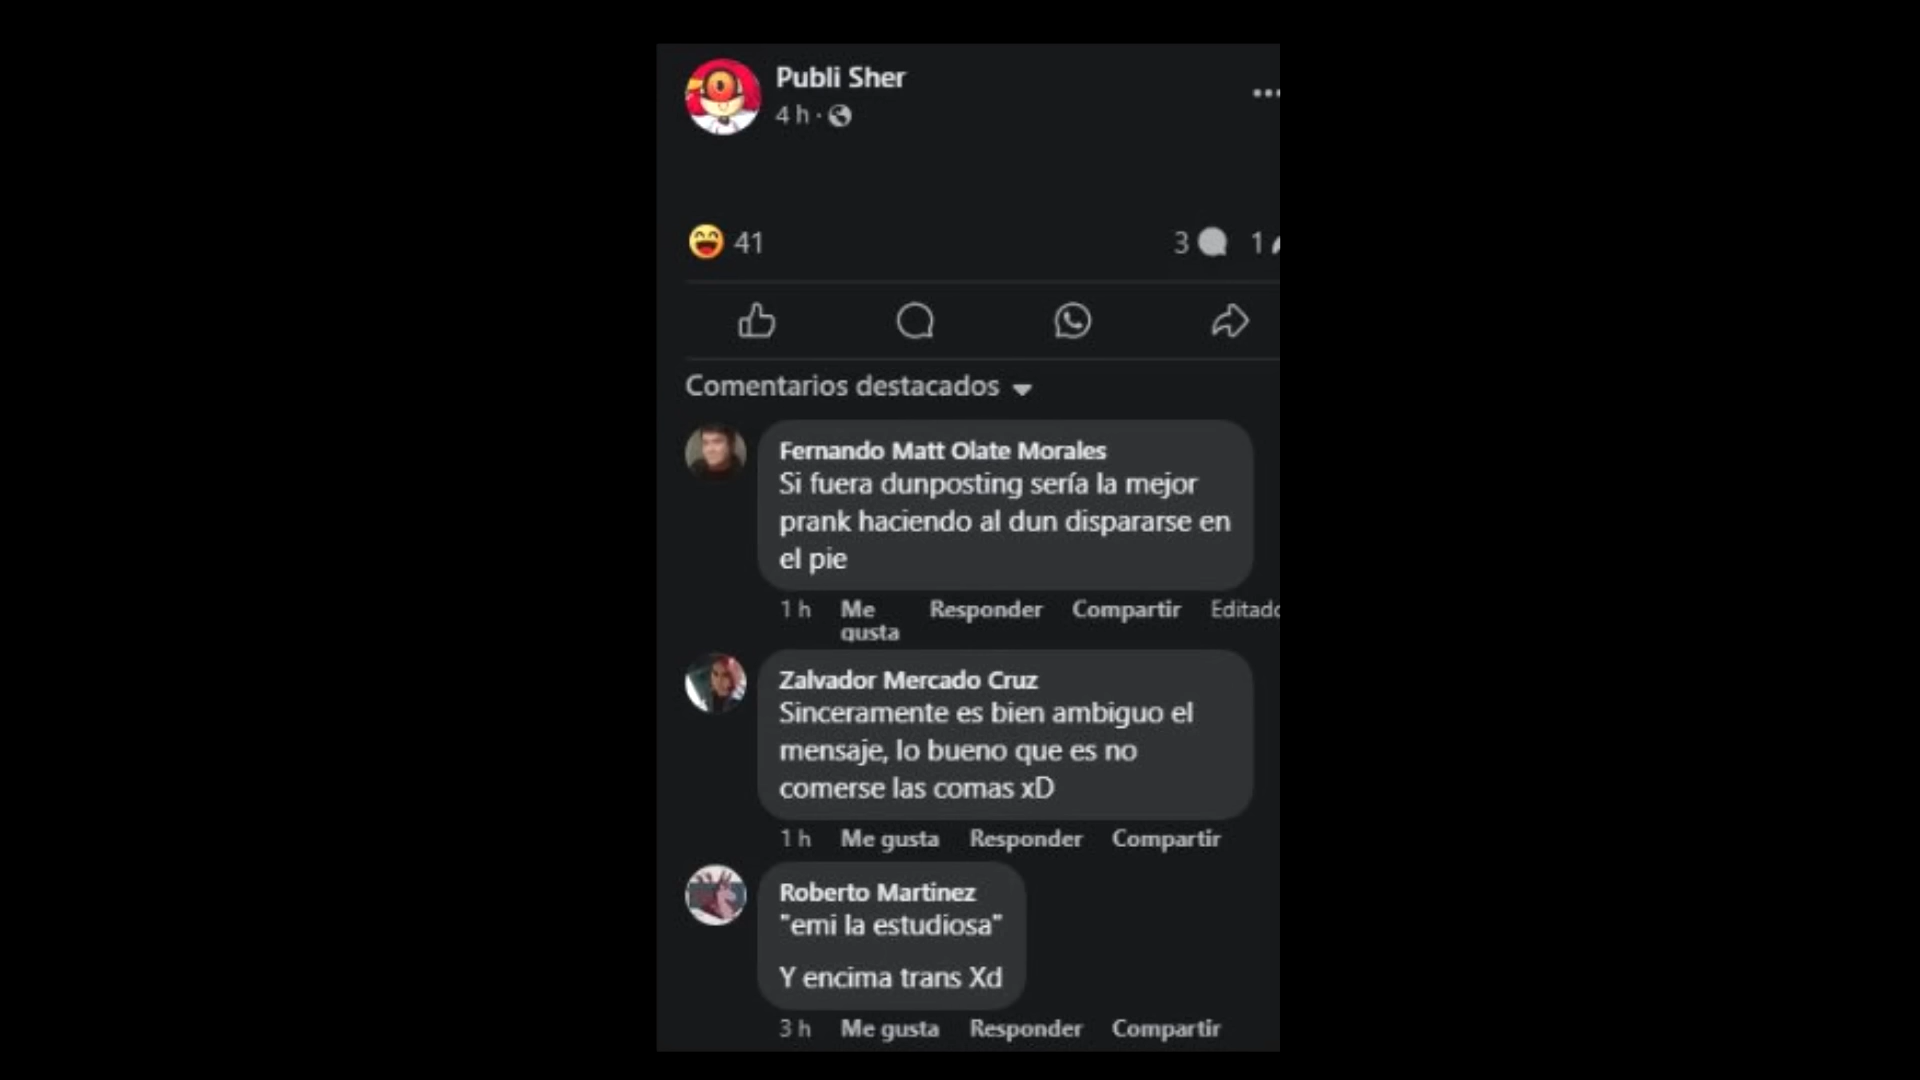 Publi Sher
4 h ·
41
3
1
Comentarios destacados
Fernando Matt Olate Morales
Si fuera dunposting sería la mejor
prank haciendo al dun dispararse en
el pie
1 h Me gusta Responder Compartir Editado
Zalvador Mercado Cruz
Sinceramente es bien ambiguo el
mensaje, lo bueno que es no
comerse las comas xD
1 h Me gusta Responder Compartir
Roberto Martinez
"emi la estudiosa"
Y encima trans Xd
3 h Me gusta Responder Compartir